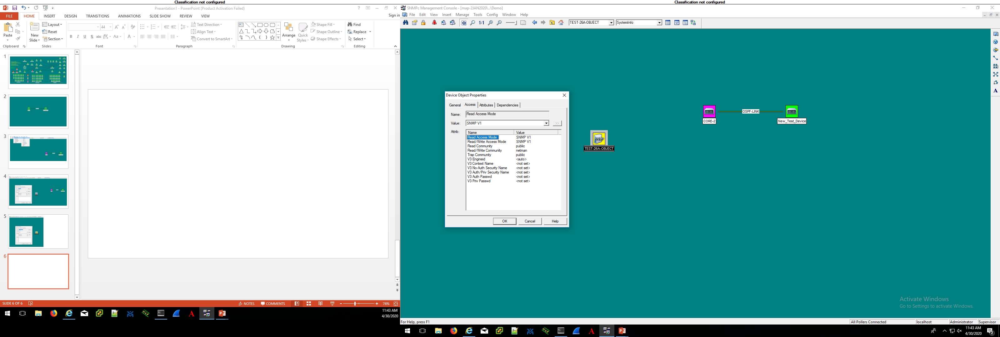 Classification not configured
Presentation1 - PowerPoint (Product Activation Failed)
FILE HOME INSERT DESIGN TRANSITIONS ANIMATIONS SLIDE SHOW REVIEW VIEW Sign in
Paste
New Slide
Layout
Reset
Section
44
B I U S abc AV Aa A
Text Direction
Align Text
Convert to SmartArt
Arrange
Quick Styles
Shape Fill
Shape Outline
Shape Effects
Find
Replace
Select
Clipboard Slides Font Paragraph Drawing Editing
1
2
3
4
5
6
SLIDE 6 OF 6
NOTES COMMENTS 76%
11:43 AM
4/30/2020
Classification not configured
SNMPc Management Console - [map-2JAN2020\..\Demo]
File Edit View Insert Manage Tools Config Window Help
1:1 TEST-26A-OBJECT SystemInfo
Device Object Properties
General Access Attributes Dependencies
Name: Read Access Mode
Value: SNMP V1 >>
Attrib: Name Value
Read Access Mode SNMP V1
Read/Write Access Mode SNMP V1
Read Community public
Read/Write Community netman
Trap Community public
V3 Engineid <auto>
V3 Context Name <not set>
V3 No-Auth Security Name <not set>
V3 Auth/Priv Security Name <not set>
V3 Auth Passwd <not set>
V3 Priv Passwd <not set>
OK Cancel Help
SNMP
TEST-26A-OBJECT
CORE-2
OSPF-LINK
New_Test_Device
A
Activate Windows
Go to Settings to activate Windows.
For Help, press F1
All Pollers Connected localhost Administrator Supervisor
11:43 AM
4/30/2020
2